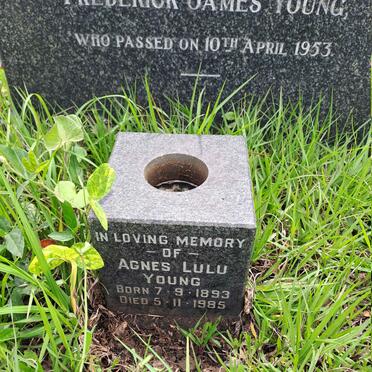 FREDERICK JAMES YOUNG,
WHO PASSED ON 10TH APRIL 1953.
IN LOVING MEMORY
- OF -
AGNES LULU
YOUNG
BORN 7·9·1893
DIED 5·11·1985